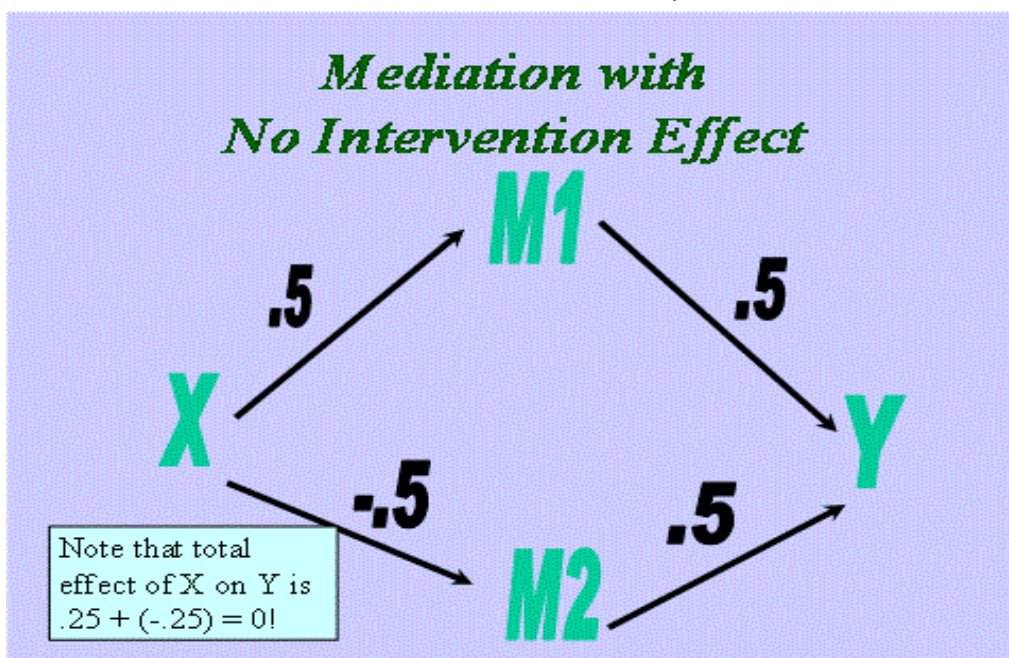 Mediation with
No Intervention Effect
M1
.5
.5
X
Y
-.5
.5
M2
Note that total
effect of X on Y is
.25 + (-.25) = 0!